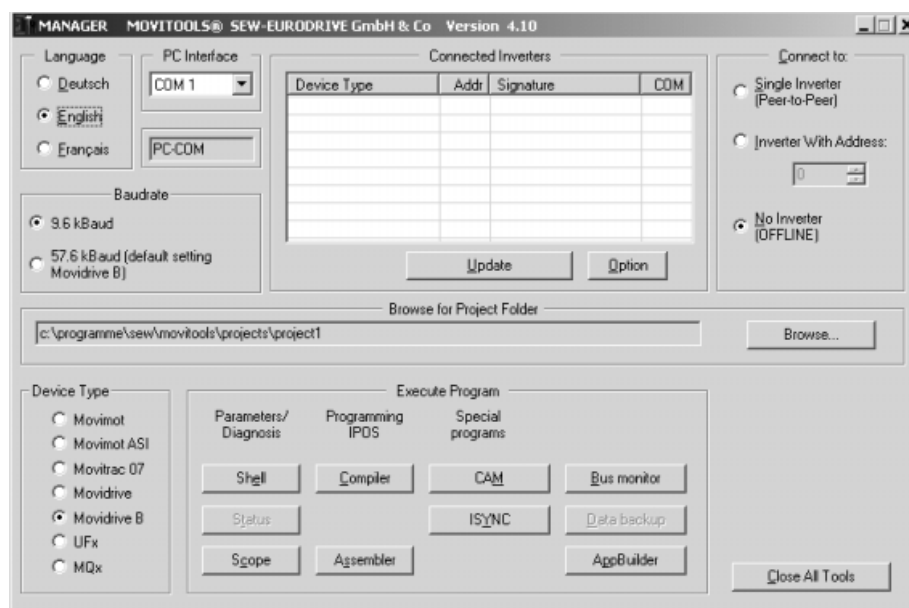 MANAGER MOVITOOLS® SEW-EURODRIVE GmbH & Co Version 4.10
Language
Deutsch
English
Français
PC Interface
COM 1
PC-COM
Baudrate
9.6 kBaud
57.6 kBaud (default setting
Movidrive B)
Connected Inverters
Device Type Addr Signature COM
Update Option
Connect to:
Single Inverter
(Peer-to-Peer)
Inverter With Address:
0
No Inverter
(OFFLINE)
Browse for Project Folder
c:\programme\sew\movitools\projects\project1
Browse...
Device Type
Movimot
Movimot ASI
Movitrac 07
Movidrive
Movidrive B
UFx
MQx
Execute Program
Parameters/
Diagnosis
Programming
IPOS
Special
programs
Shell Compiler CAM Bus monitor
Status ISYNC Data backup
Scope Assembler AppBuilder
Close All Tools